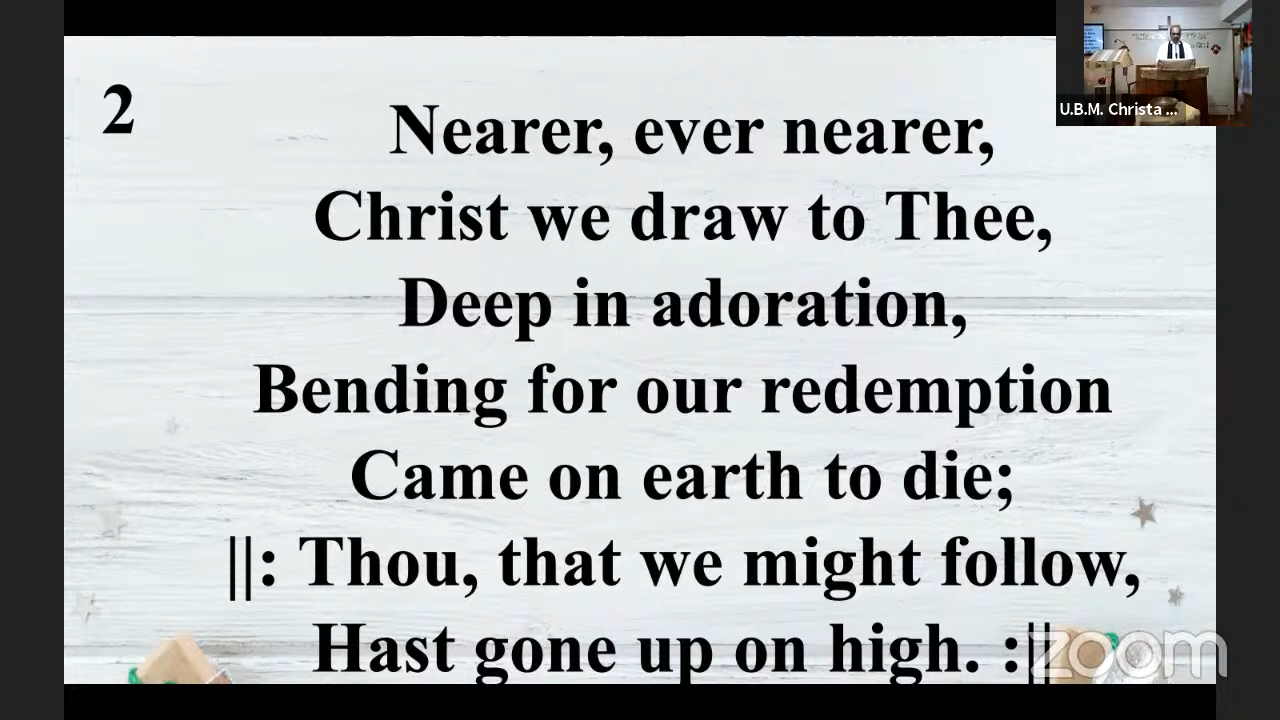 2
Nearer, ever nearer,
Christ we draw to Thee,
Deep in adoration,
Bending for our redemption
Came on earth to die;
||: Thou, that we might follow,
Hast gone up on high. :||
U.B.M. Christa ...
zoom